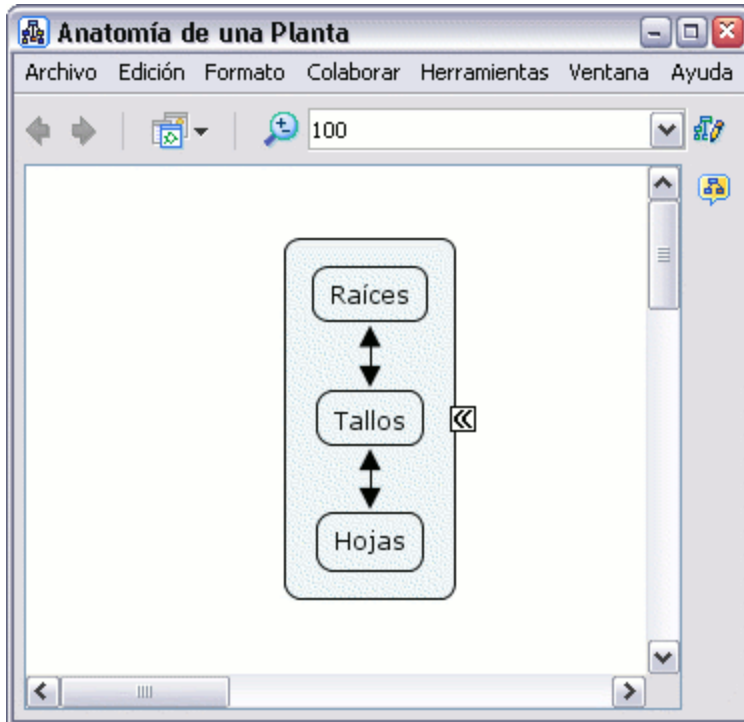 Anatomía de una Planta
Archivo Edición Formato Colaborar Herramientas Ventana Ayuda
100
Raíces
Tallos
Hojas